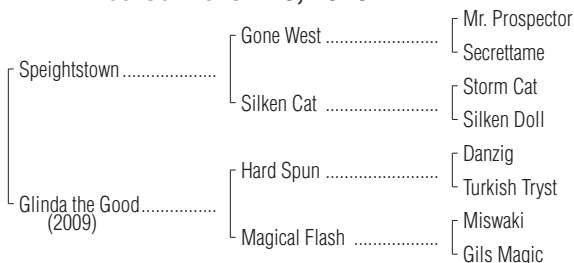 Mr. Prospector
Gone West ........................
Secrettame
Speightstown ...................
Storm Cat
Silken Cat ........................
Silken Doll
Danzig
Hard Spun ........................
Turkish Tryst
Glinda the Good...............
(2009)
Miswaki
Magical Flash .................
Gils Magic